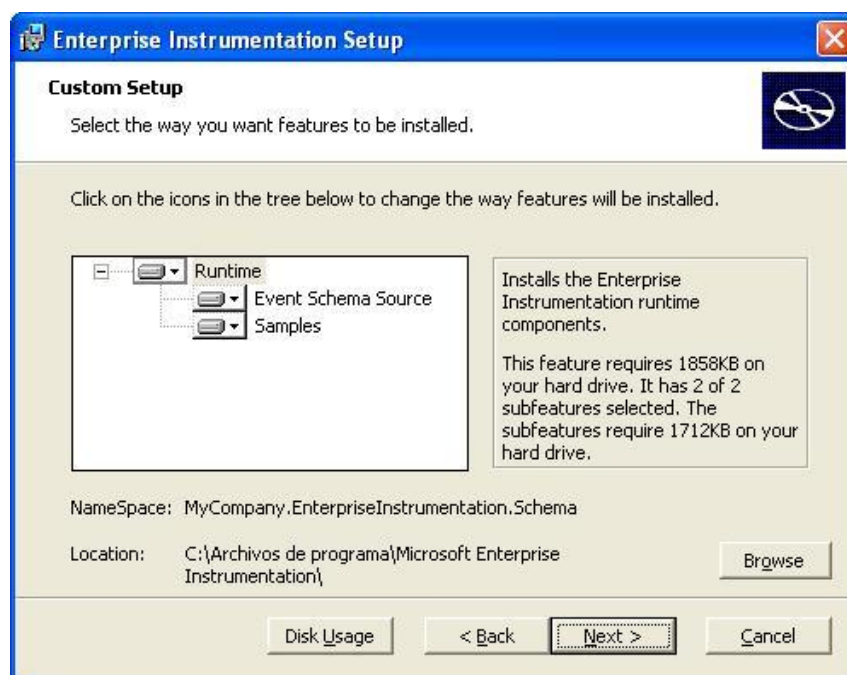 Enterprise Instrumentation Setup
Custom Setup
Select the way you want features to be installed.
Click on the icons in the tree below to change the way features will be installed.
Runtime
Event Schema Source
Samples
Installs the Enterprise
Instrumentation runtime
components.
This feature requires 1858KB on
your hard drive. It has 2 of 2
subfeatures selected. The
subfeatures require 1712KB on your
hard drive.
NameSpace: MyCompany.EnterpriseInstrumentation.Schema
Location: C:\Archivos de programa\Microsoft Enterprise
Instrumentation\
Browse
Disk Usage
< Back
Next >
Cancel